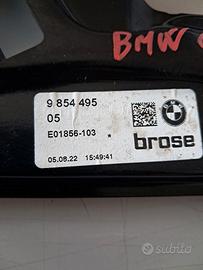 BMW
9 854 495
05
E01856-103 *
brose
05.08.22 15:49:41
subito